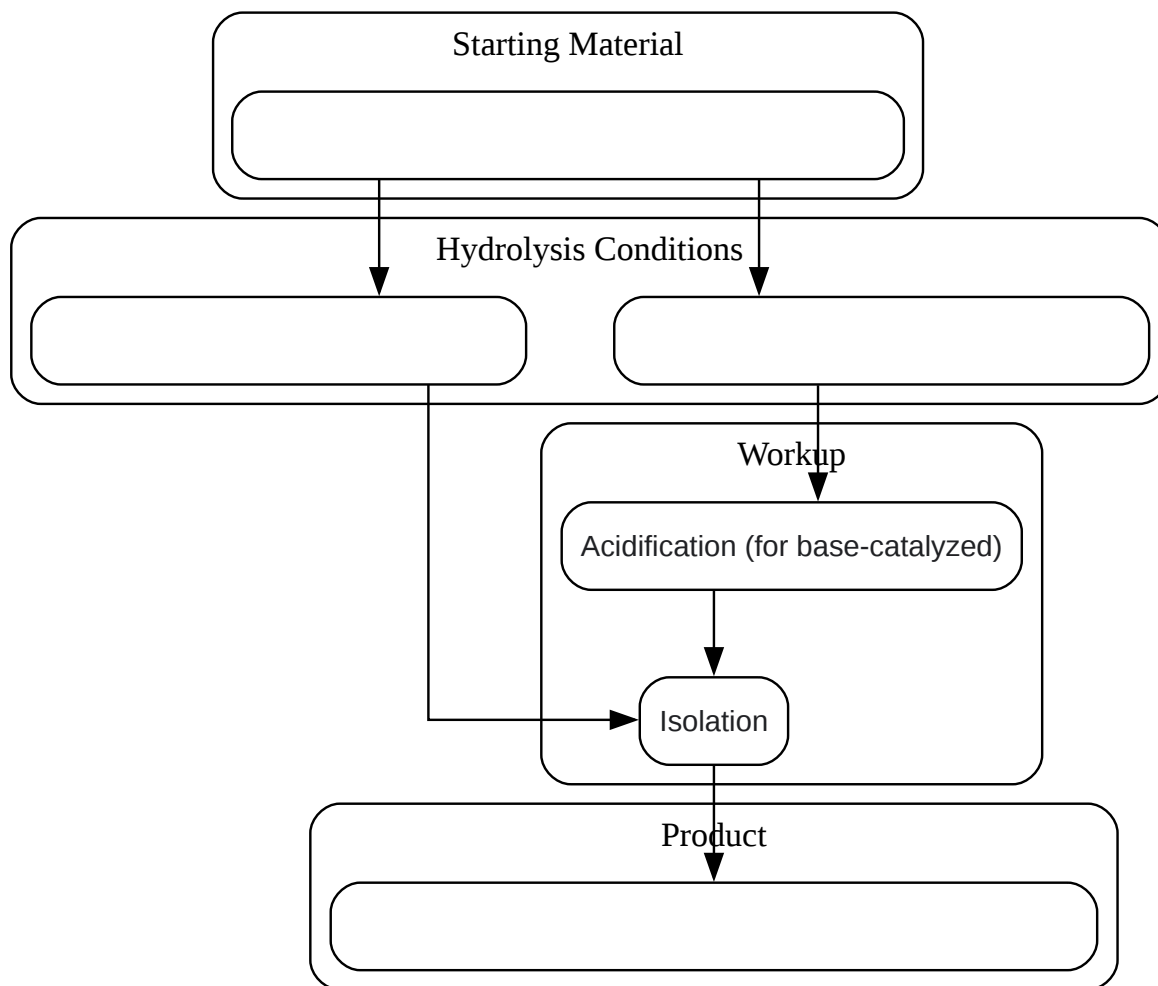 Starting Material
Hydrolysis Conditions
Workup
Acidification (for base-catalyzed)
Isolation
Product